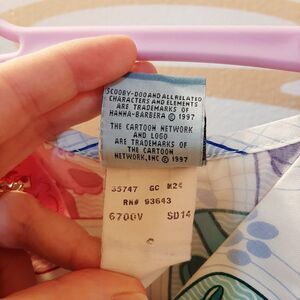 SCOOBY-DOO AND ALL RELATED
CHARACTERS AND ELEMENTS
ARE TRADEMARKS OF
HANNA-BARBERA © 1997
THE CARTOON NETWORK
AND LOGO
ARE TRADEMARKS OF
THE CARTOON
NETWORK, INC © 1997
35747 GC M24
RN# 93643
6700V SD14